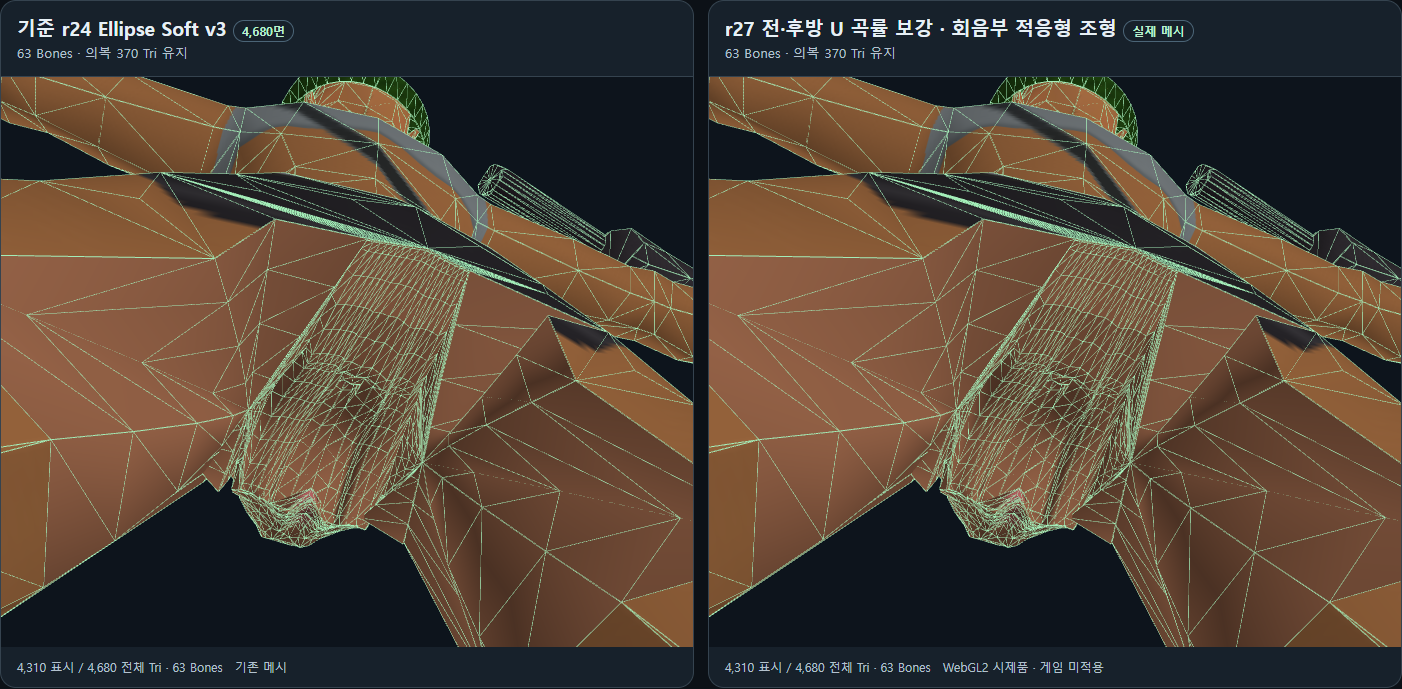 기준 r24 Ellipse Soft v3 4,680면
63 Bones · 의복 370 Tri 유지
4,310 표시 / 4,680 전체 Tri · 63 Bones 기존 메시
r27 전·후방 U 곡률 보강 · 회음부 적응형 조형 실제 메시
63 Bones · 의복 370 Tri 유지
4,310 표시 / 4,680 전체 Tri · 63 Bones WebGL2 시제품 · 게임 미적용